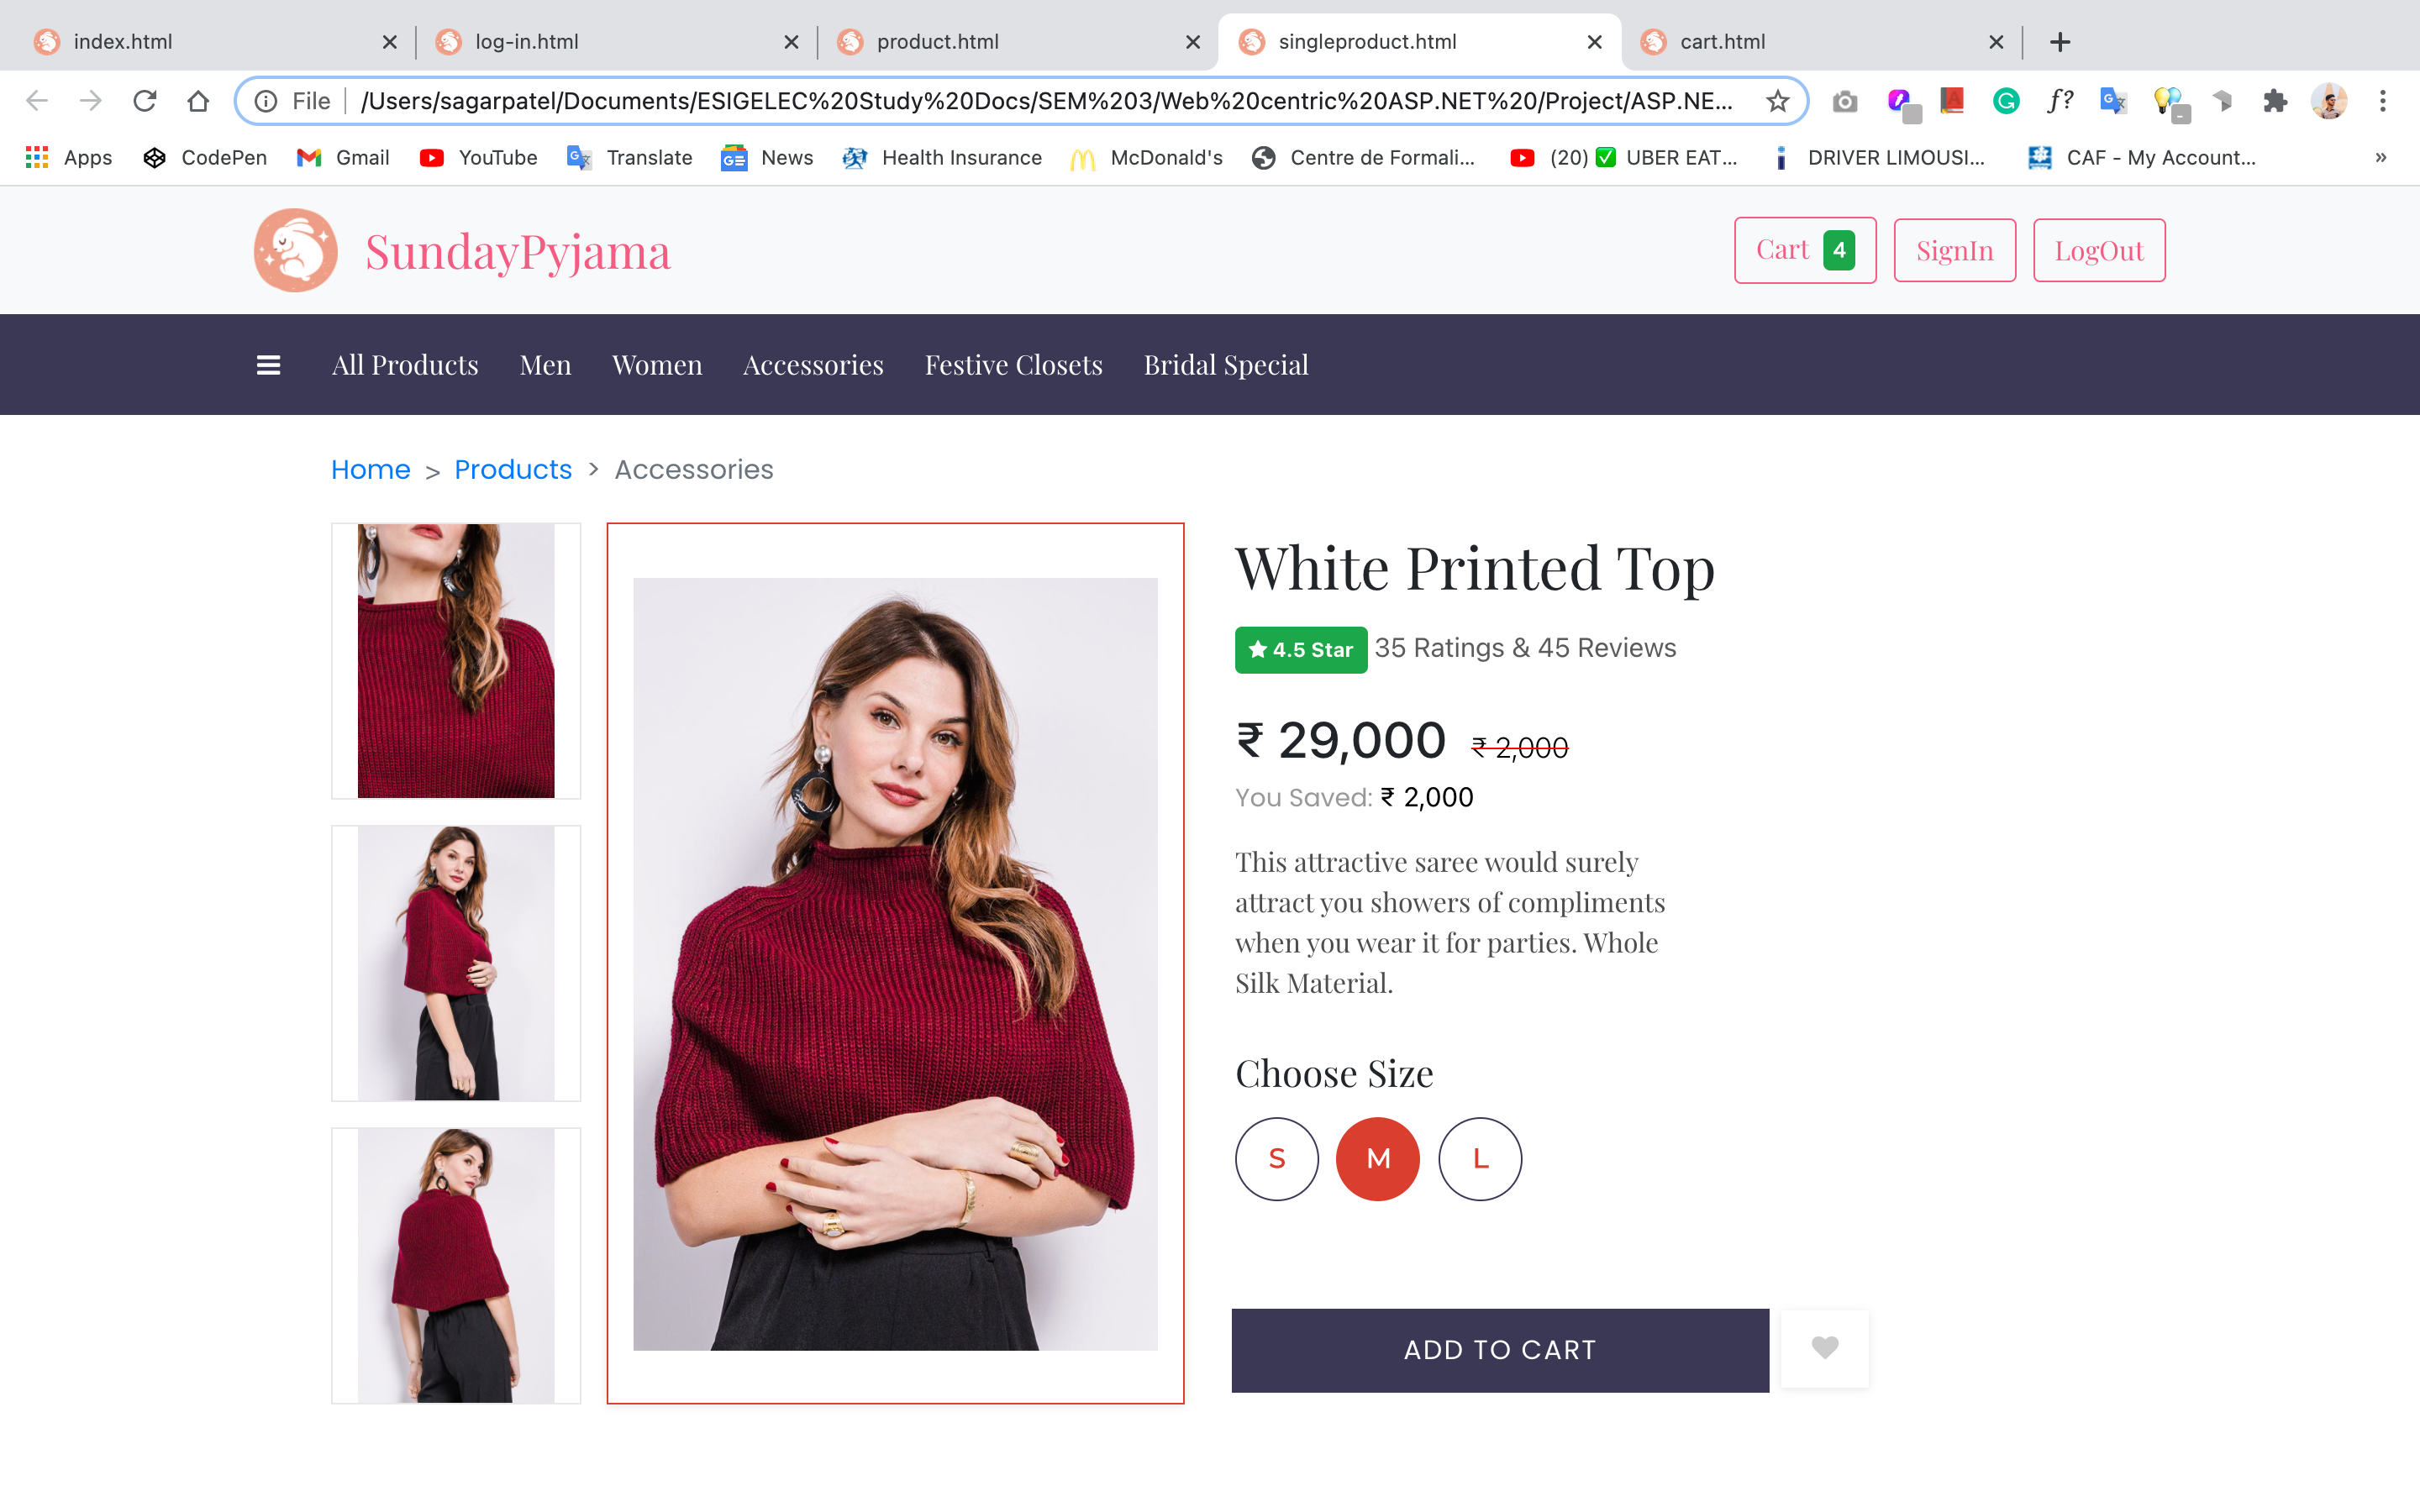 index.html
log-in.html
product.html
singleproduct.html
cart.html
File /Users/sagarpatel/Documents/ESIGELEC%20Study%20Docs/SEM%203/Web%20centric%20ASP.NET%20/Project/ASP.NE...
Apps CodePen Gmail YouTube Translate News Health Insurance McDonald's Centre de Formali... (20) ✅ UBER EAT... DRIVER LIMOUSI... CAF - My Account... »
SundayPyjama
Cart 4 SignIn LogOut
All Products Men Women Accessories Festive Closets Bridal Special
Home > Products > Accessories
White Printed Top
★ 4.5 Star 35 Ratings & 45 Reviews
₹ 29,000 ₹ 2,000
You Saved: ₹ 2,000
This attractive saree would surely
attract you showers of compliments
when you wear it for parties. Whole
Silk Material.
Choose Size
S M L
ADD TO CART